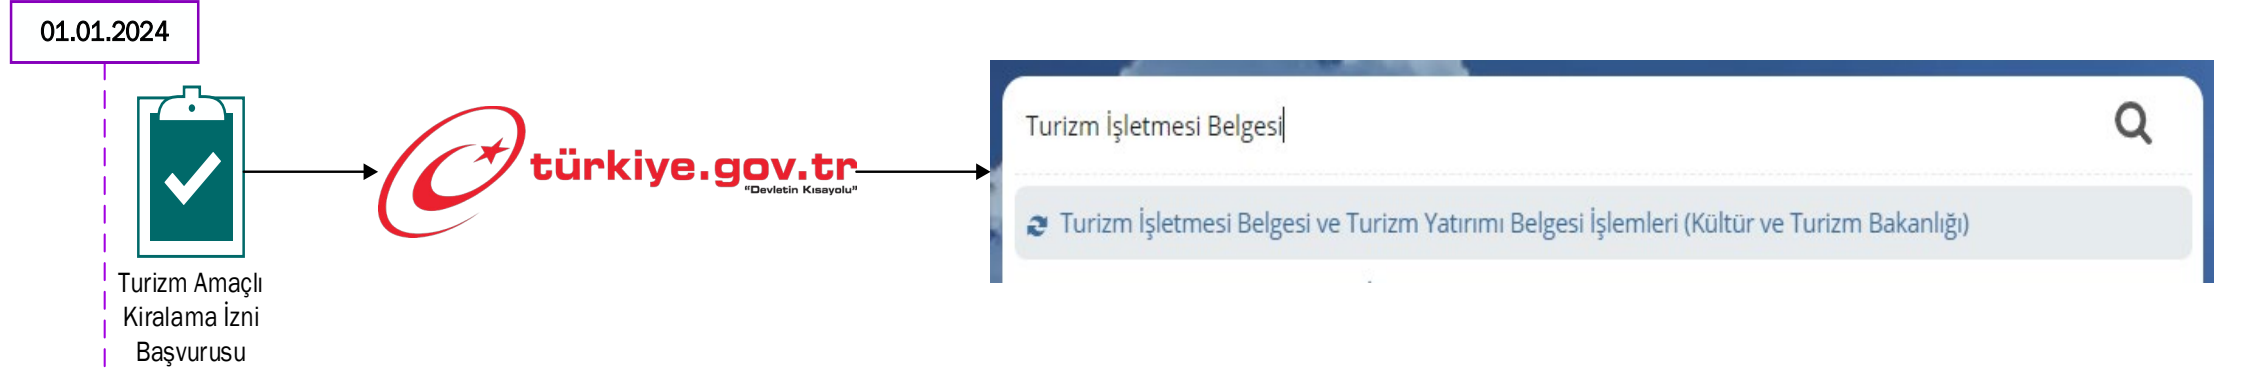 01.01.2024
Turizm Amaçlı
Kiralama İzni
Başvurusu
türkiye.gov.tr
"Devletin Kısayolu"
Turizm İşletmesi Belgesi
Turizm İşletmesi Belgesi ve Turizm Yatırımı Belgesi İşlemleri (Kültür ve Turizm Bakanlığı)